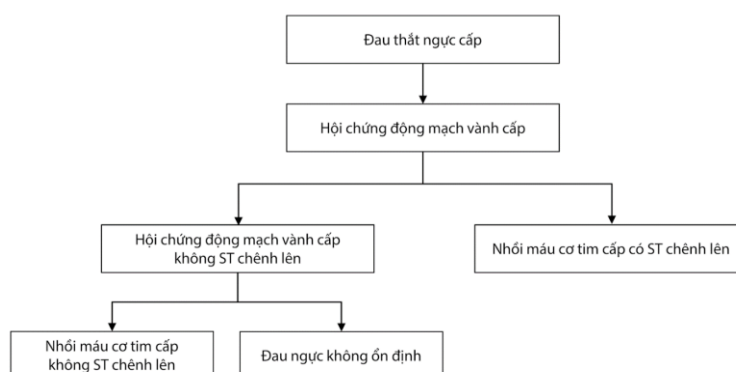 Đau thắt ngực cấp
Hội chứng động mạch vành cấp
Hội chứng động mạch vành cấp
không ST chênh lên
Nhồi máu cơ tim cấp có ST chênh lên
Nhồi máu cơ tim cấp
không ST chênh lên
Đau ngực không ổn định